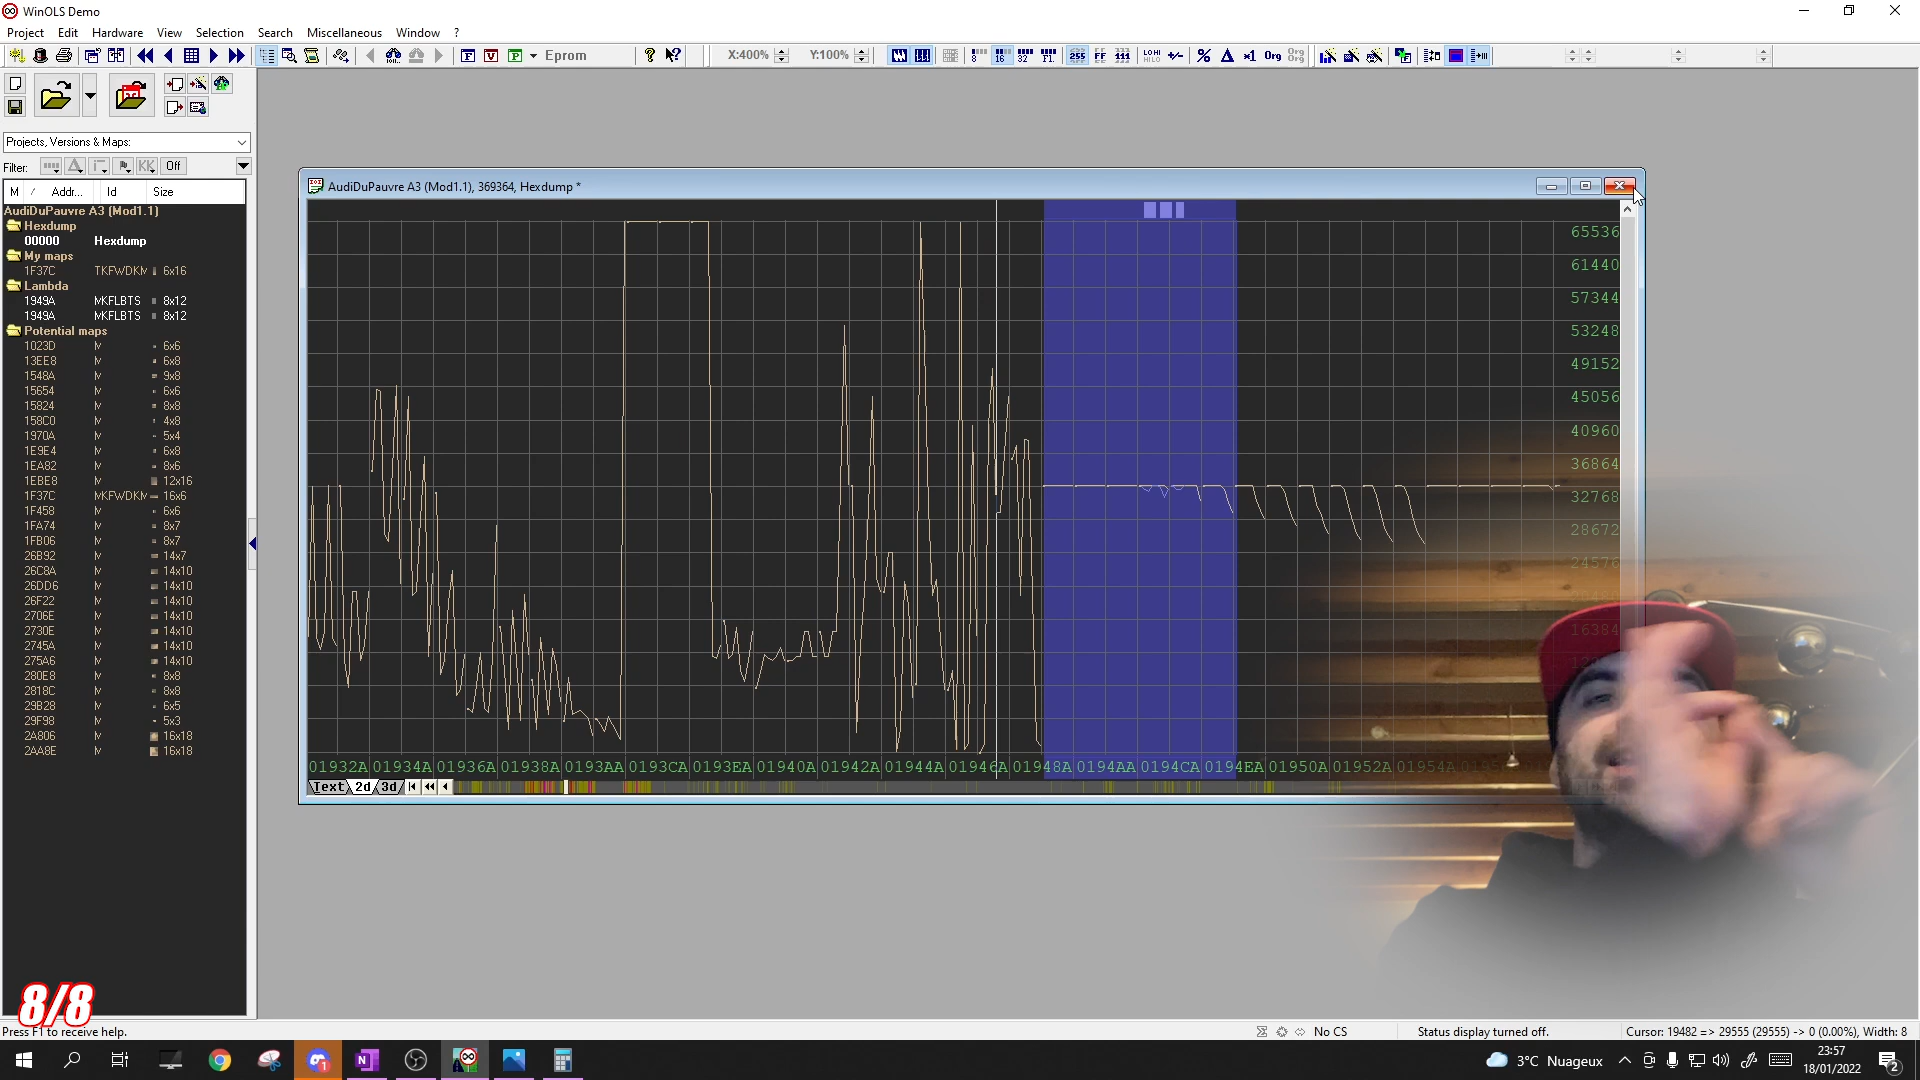 WinOLS Demo
Project Edit Hardware View Selection Search Miscellaneous Window ?
Eprom X:400% Y:100%
Projects, Versions & Maps:
Filter: Off
M Addr... Id Size
AudiDuPauvre A3 (Mod1.1)
Hexdump
00000 Hexdump
My maps
1F37C TKFWDKM 6x16
Lambda
1949A MKFLBTS 8x12
1949A MKFLBTS 8x12
Potential maps
1023D M 6x6
13EE8 M 6x8
1548A M 9x8
15654 M 6x6
15824 M 8x8
158C0 M 4x8
1970A M 5x4
1E9E4 M 6x8
1EA82 M 8x6
1EBE8 M 12x16
1F37C MKFWDKM 16x6
1F458 M 6x6
1FA74 M 8x7
1FB06 M 8x7
26B92 M 14x7
26C8A M 14x10
26DD6 M 14x10
26F22 M 14x10
2706E M 14x10
2730E M 14x10
2745A M 14x10
275A6 M 14x10
280E8 M 8x8
2818C M 8x8
29B28 M 6x5
29F98 M 5x3
2A806 M 16x18
2AA8E M 16x18
AudiDuPauvre A3 (Mod1.1), 369364, Hexdump *
65536
61440
57344
53248
49152
45056
40960
36864
32768
28672
24576
16384
01932A 01934A 01936A 01938A 0193AA 0193CA 0193EA 01940A 01942A 01944A 01946A 01948A 0194AA 0194CA 0194EA 01950A 01952A 01954A
Text 2d 3d
8/8
Press F1 to receive help.
No CS Status display turned off. Cursor: 19482 => 29555 (29555) -> 0 (0.00%), Width: 8
3°C Nuageux 23:57
18/01/2022
2